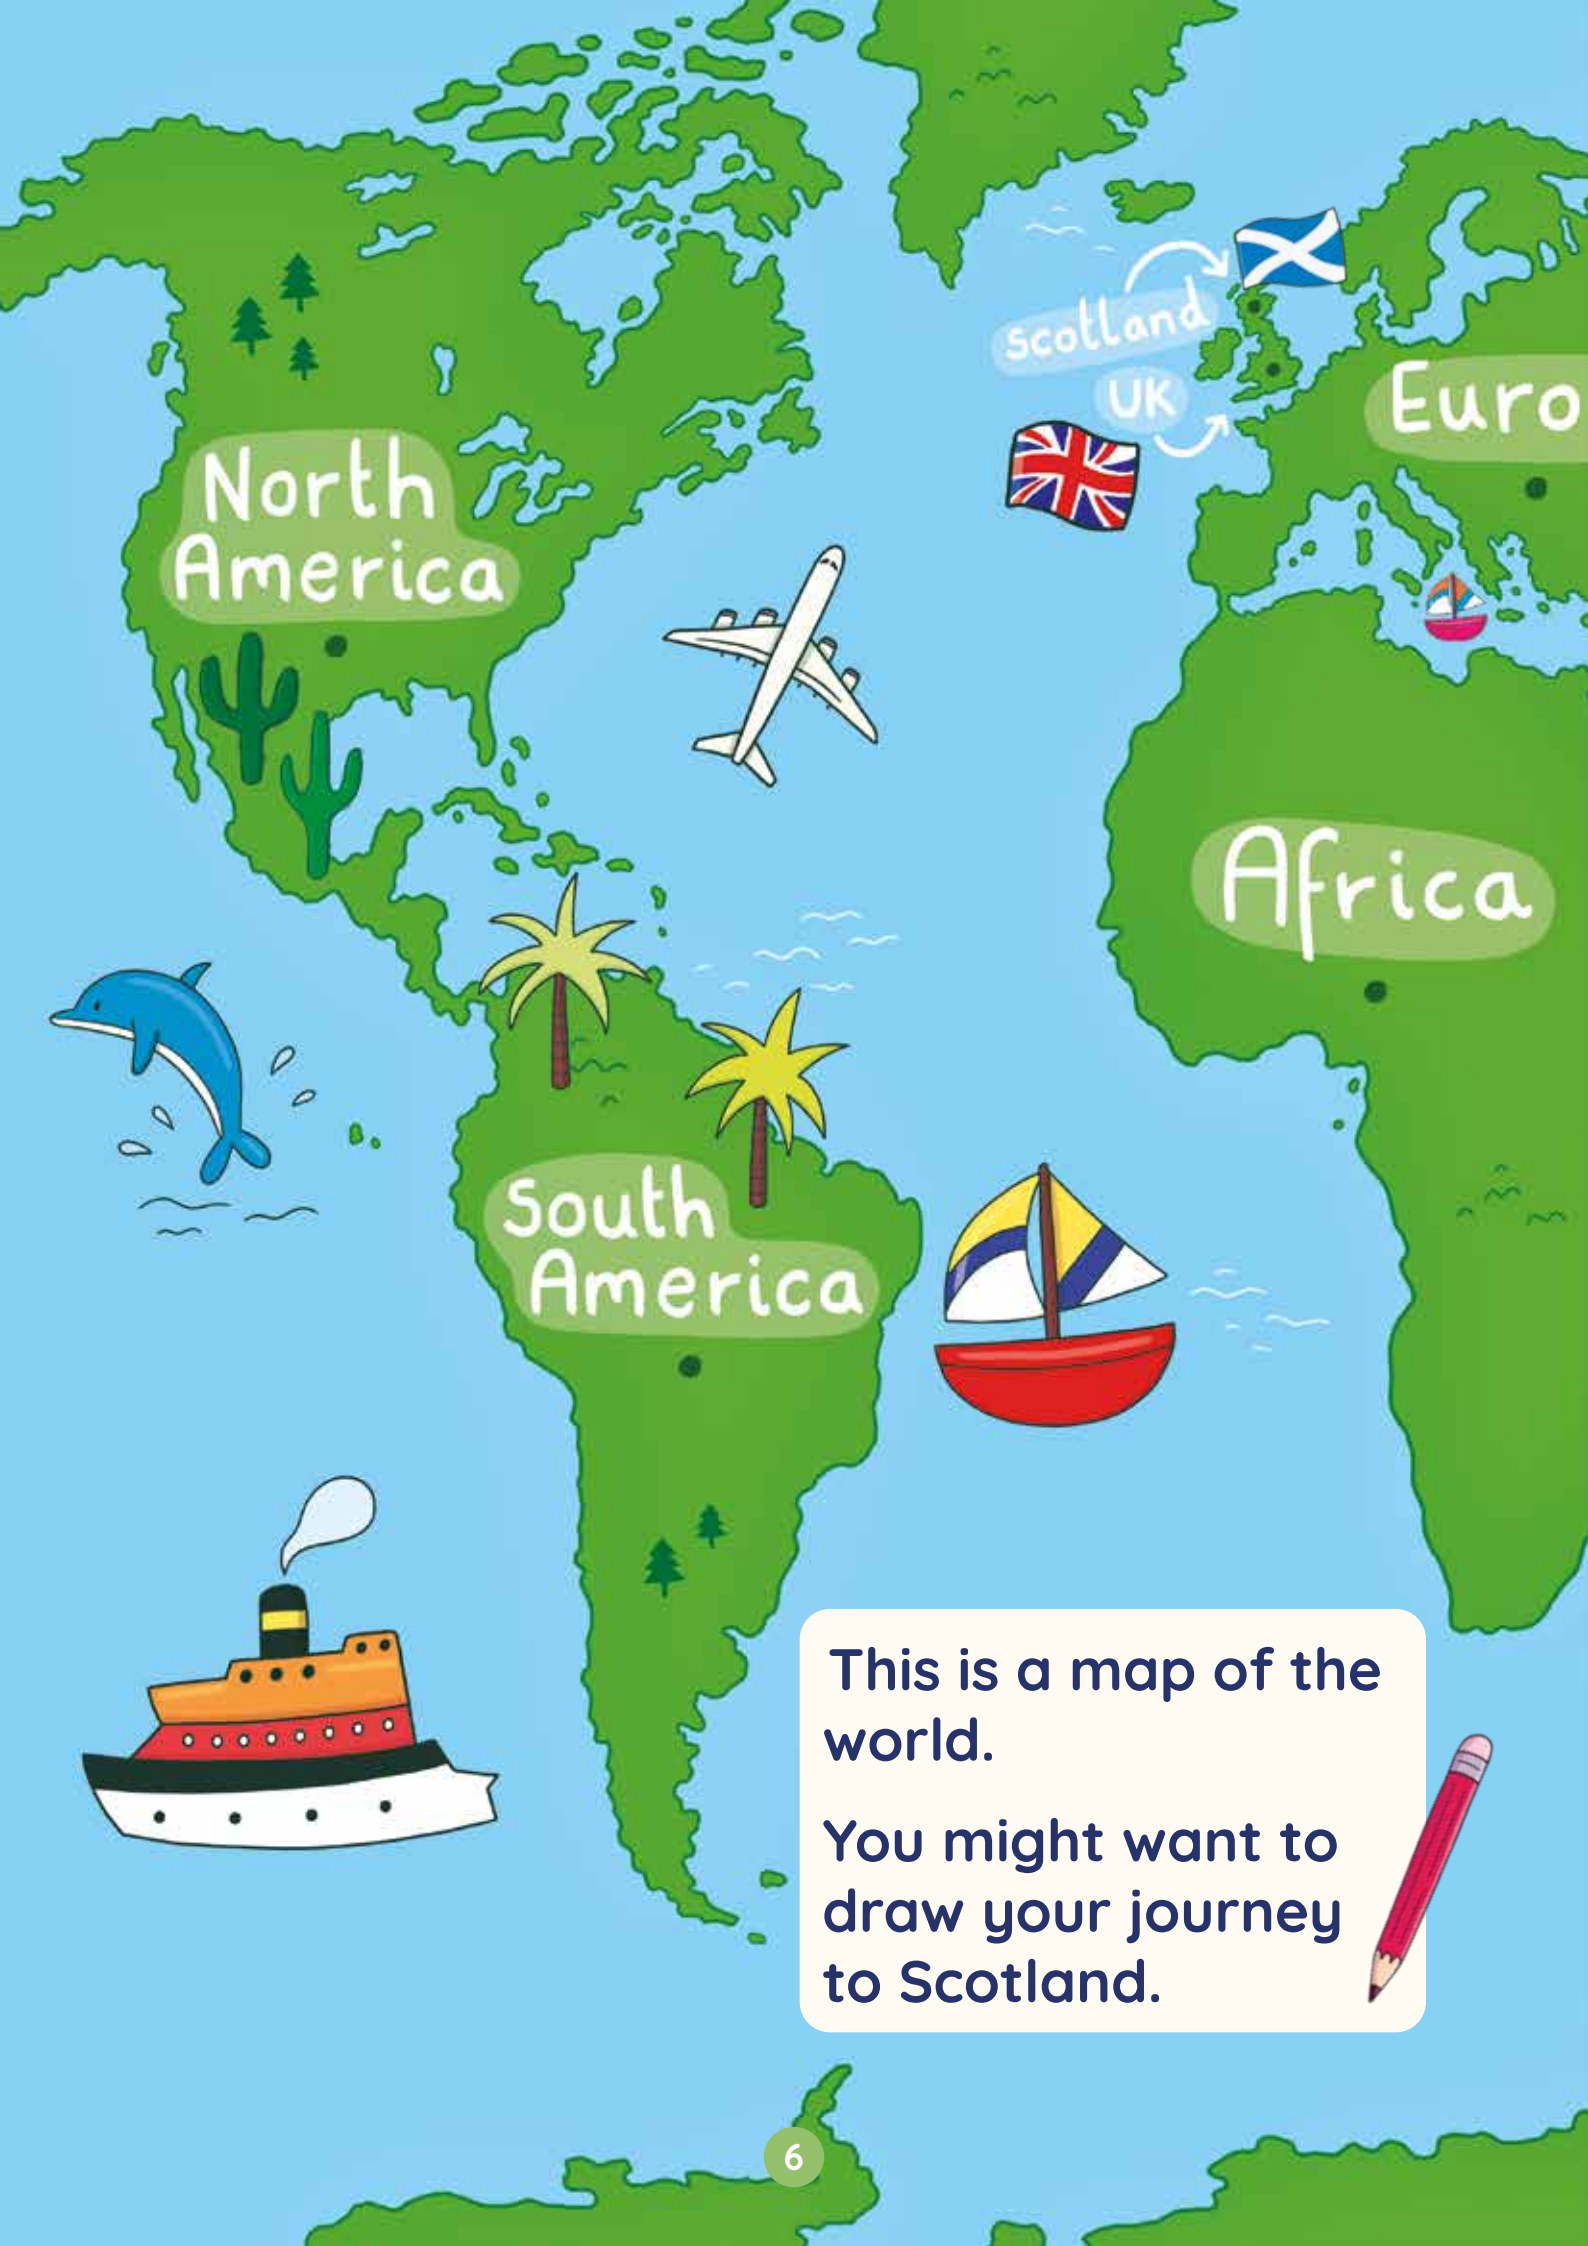 Scotland
UK
Euro
North
America
Africa
South
America
This is a map of the
world.
You might want to
draw your journey
to Scotland.
6